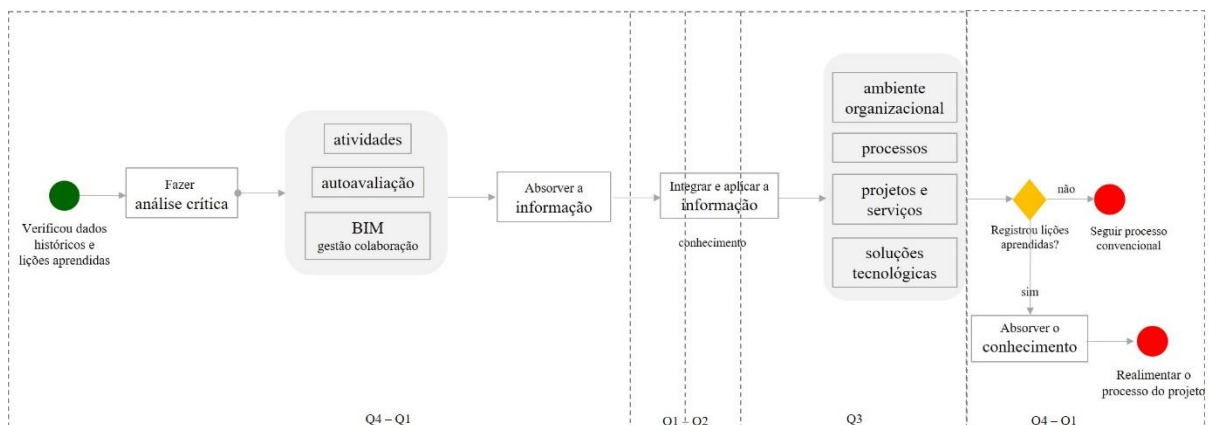 Verificou dados
históricos e
lições aprendidas
Fazer
análise crítica
atividades
autoavaliação
BIM
gestão colaboração
Absorver a
informação
Integrar e aplicar a
informação
conhecimento
ambiente
organizacional
processos
projetos e
serviços
soluções
tecnológicas
Registrou lições
aprendidas?
não
Seguir processo
convencional
sim
Absorver o
conhecimento
Realimentar o
processo do projeto
Q4 – Q1
Q1 – Q2
Q3
Q4 – Q1